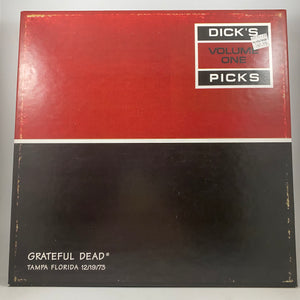 DICK'S
VOLUME
ONE
PICKS
GRATEFUL DEAD
TAMPA FLORIDA 12/19/73